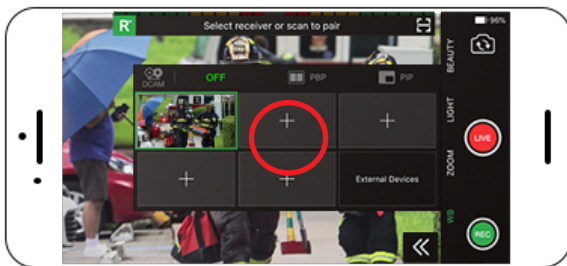 R
Select receiver or scan to pair
96%
DCAM
OFF
PBP
PIP
External Devices
BEAUTY
LIGHT
ZOOM
WB
LIVE
REC